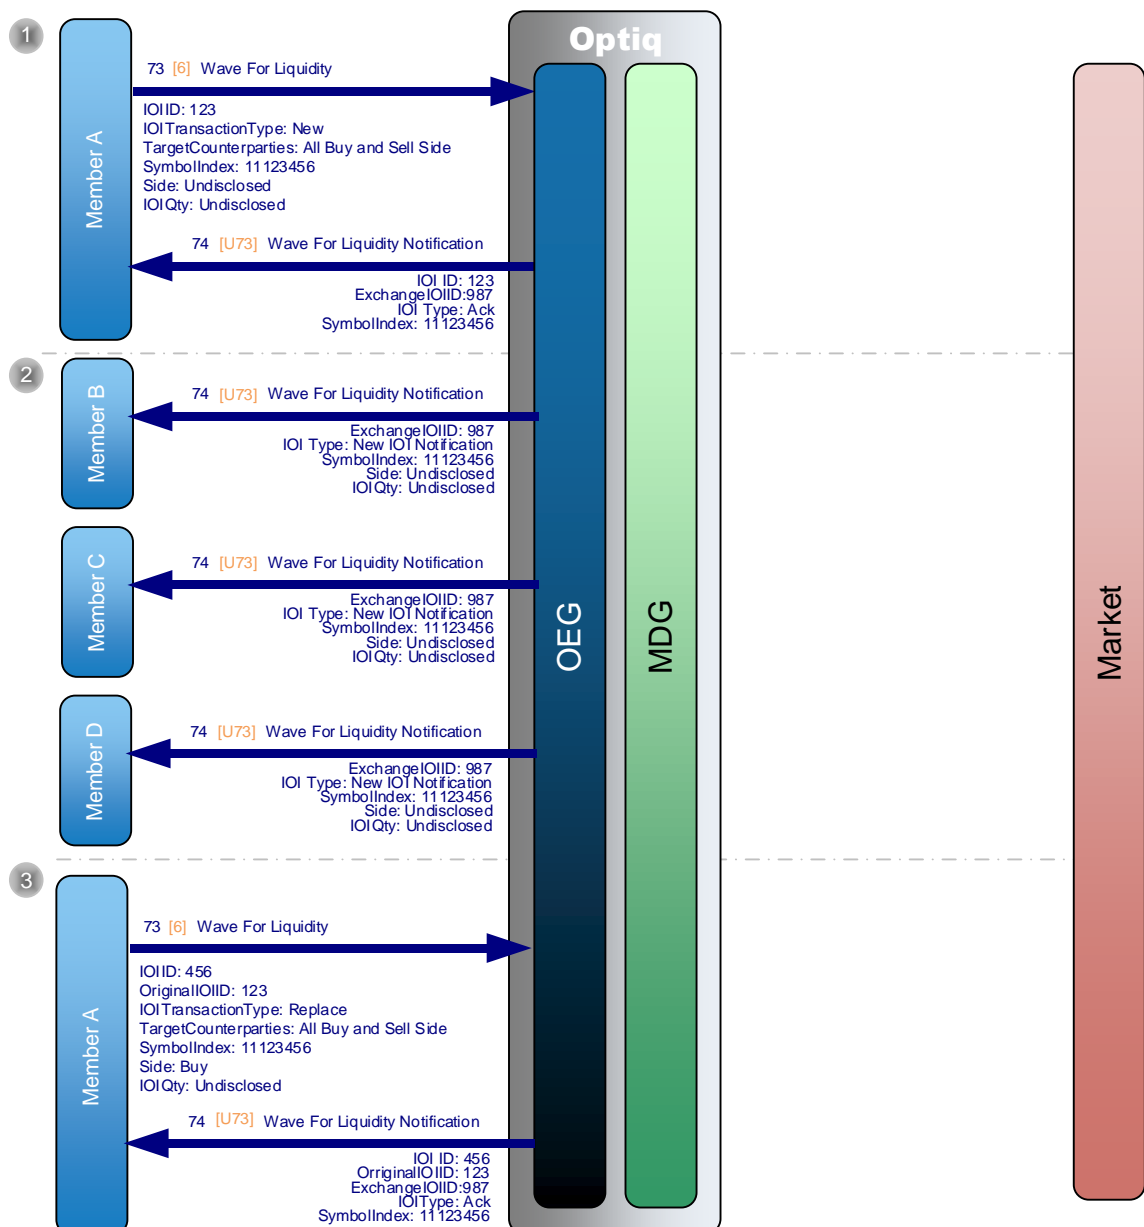 1
Optiq
73 [6] Wave For Liquidity
IOIID: 123
IOITransactionType: New
TargetCounterparties: All Buy and Sell Side
SymbolIndex: 11123456
Side: Undisclosed
IOIQty: Undisclosed
Member A
74 [U73] Wave For Liquidity Notification
IOI ID: 123
ExchangeIOIID:987
IOI Type: Ack
SymbolIndex: 11123456
2
Member B
74 [U73] Wave For Liquidity Notification
ExchangeIOIID: 987
IOI Type: New IOI Notification
SymbolIndex: 11123456
Side: Undisclosed
IOIQty: Undisclosed
Member C
74 [U73] Wave For Liquidity Notification
ExchangeIOIID: 987
IOI Type: New IOI Notification
SymbolIndex: 11123456
Side: Undisclosed
IOIQty: Undisclosed
OEG
MDG
Market
Member D
74 [U73] Wave For Liquidity Notification
ExchangeIOIID: 987
IOI Type: New IOI Notification
SymbolIndex: 11123456
Side: Undisclosed
IOIQty: Undisclosed
3
Member A
73 [6] Wave For Liquidity
IOIID: 456
OriginalIOIID: 123
IOITransactionType: Replace
TargetCounterparties: All Buy and Sell Side
SymbolIndex: 11123456
Side: Buy
IOIQty: Undisclosed
74 [U73] Wave For Liquidity Notification
IOI ID: 456
OrriginalIOIID: 123
ExchangeIOIID:987
IOIType: Ack
SymbolIndex: 11123456